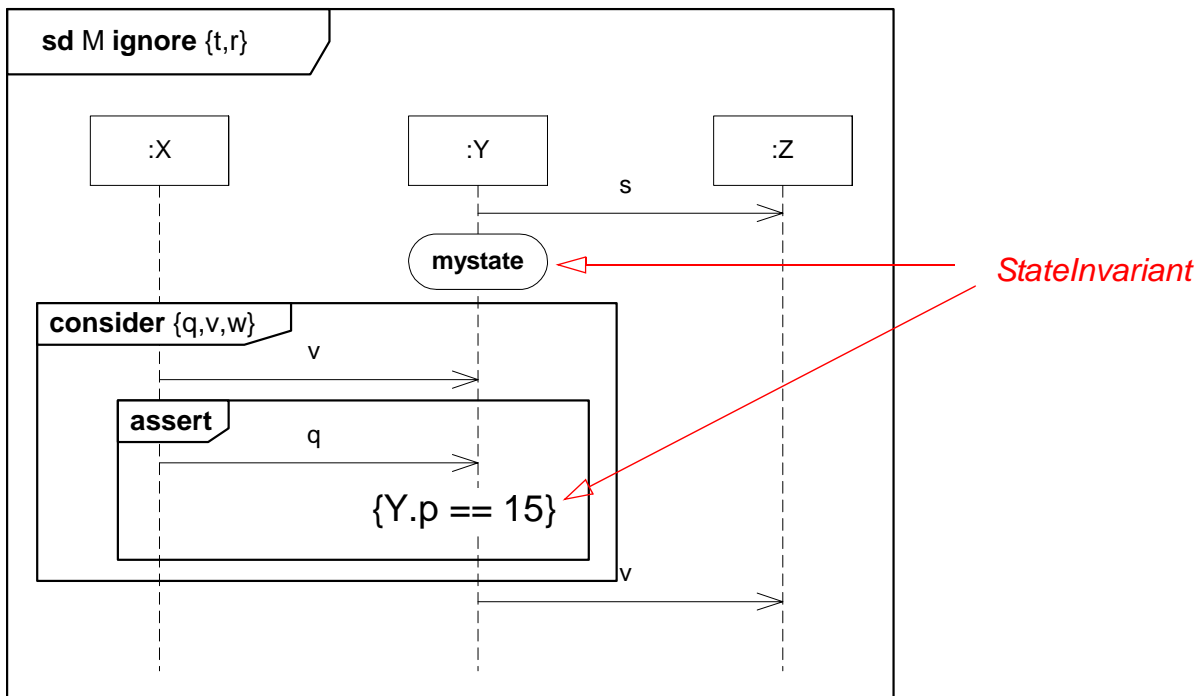 sd M ignore {t,r}
:X
:Y
:Z
s
mystate
StateInvariant
consider {q,v,w}
v
assert
q
{Y.p == 15}
v